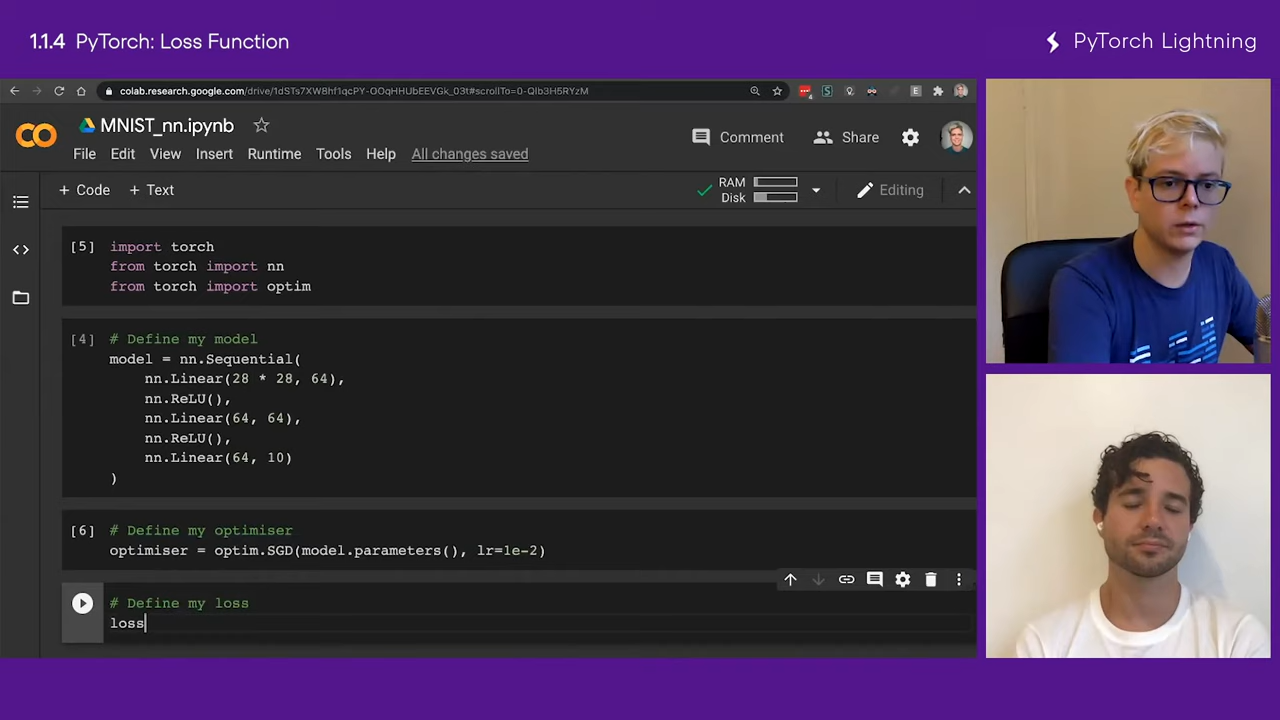 1.1.4 PyTorch: Loss Function
PyTorch Lightning
colab.research.google.com/drive/1dSTs7XW8hf1qcPY-OOqHHUbEEVGk_03t#scrollTo=0-QIb3H5RYzM
MNIST_nn.ipynb
Comment
Share
File Edit View Insert Runtime Tools Help All changes saved
+ Code + Text
RAM
Disk
Editing
[5] import torch
from torch import nn
from torch import optim
[4] # Define my model
model = nn.Sequential(
nn.Linear(28 * 28, 64),
nn.ReLU(),
nn.Linear(64, 64),
nn.ReLU(),
nn.Linear(64, 10)
)
[6] # Define my optimiser
optimiser = optim.SGD(model.parameters(), lr=1e-2)
# Define my loss
loss